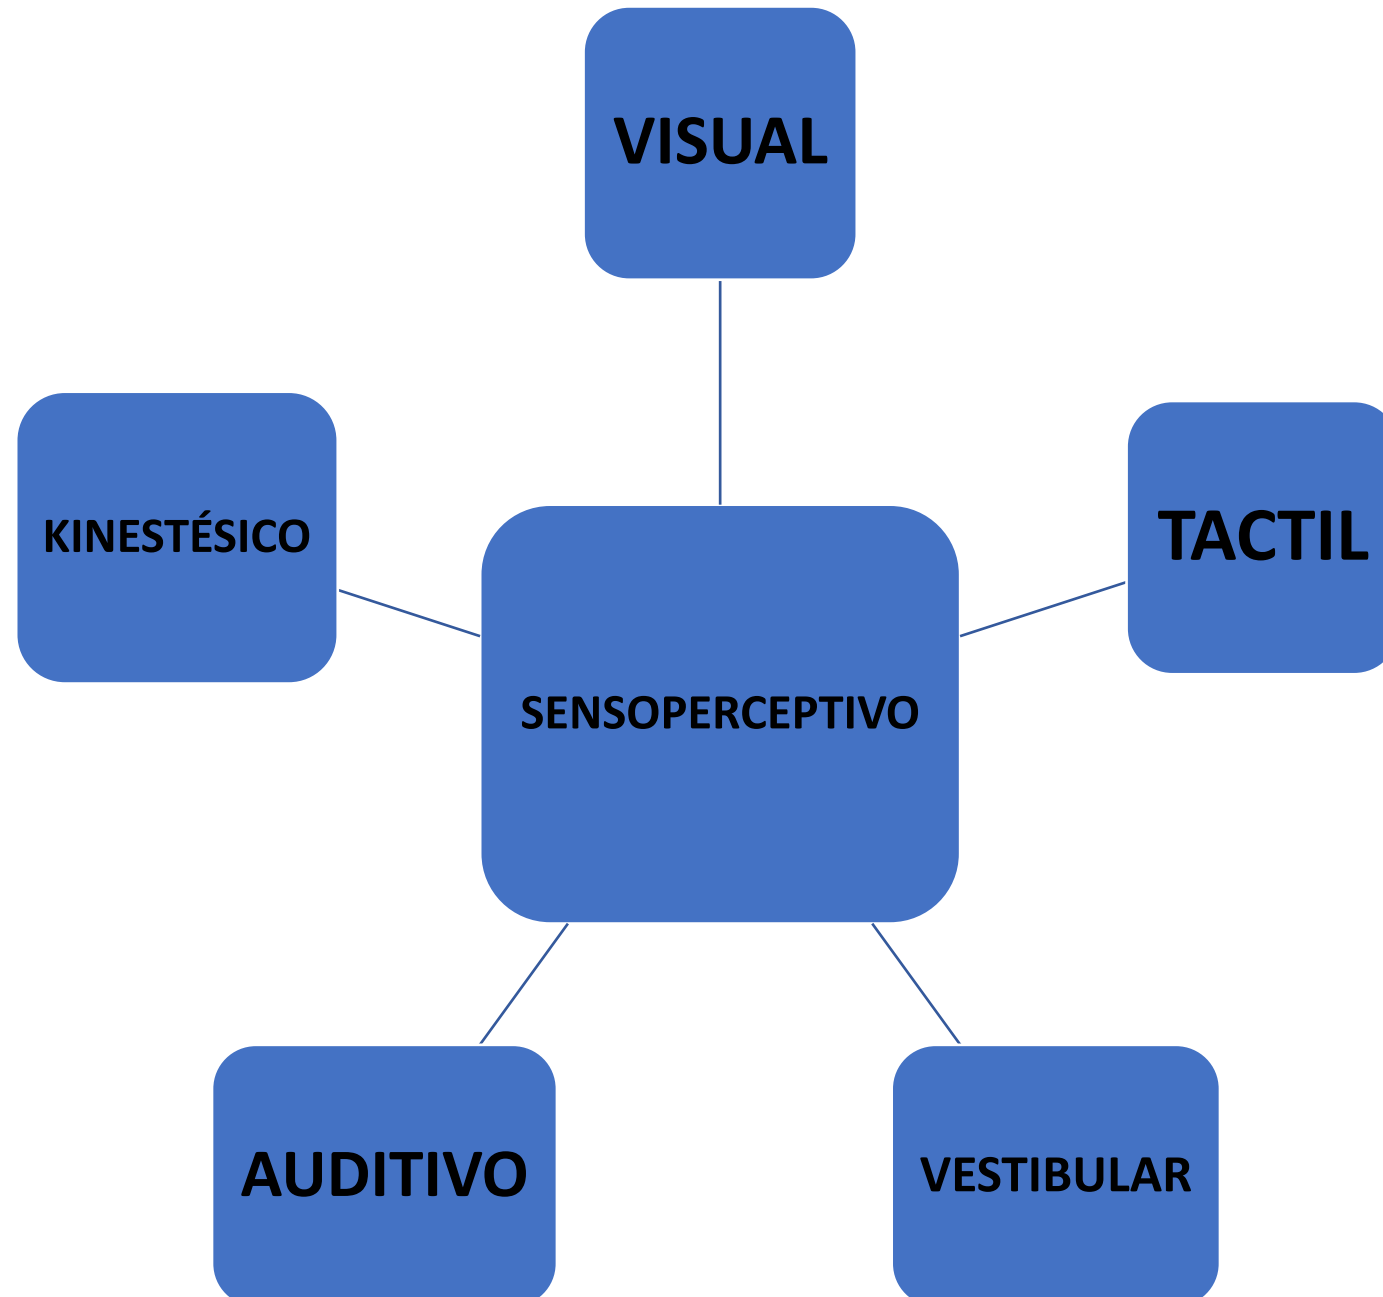 VISUAL
KINESTÉSICO
TACTIL
SENSOPERCEPTIVO
AUDITIVO
VESTIBULAR